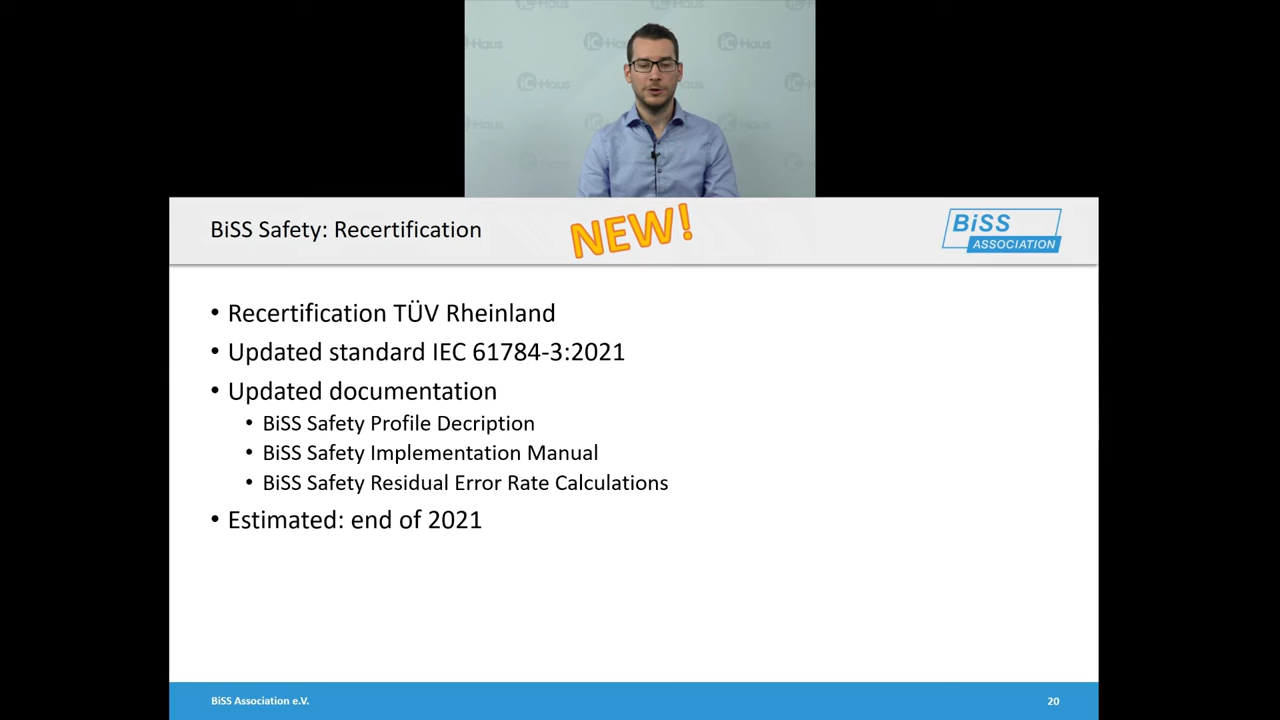 iC Haus
BiSS Safety: Recertification
NEW!
BiSS
ASSOCIATION
• Recertification TÜV Rheinland
• Updated standard IEC 61784-3:2021
• Updated documentation
• BiSS Safety Profile Decription
• BiSS Safety Implementation Manual
• BiSS Safety Residual Error Rate Calculations
• Estimated: end of 2021
BiSS Association e.V.
20